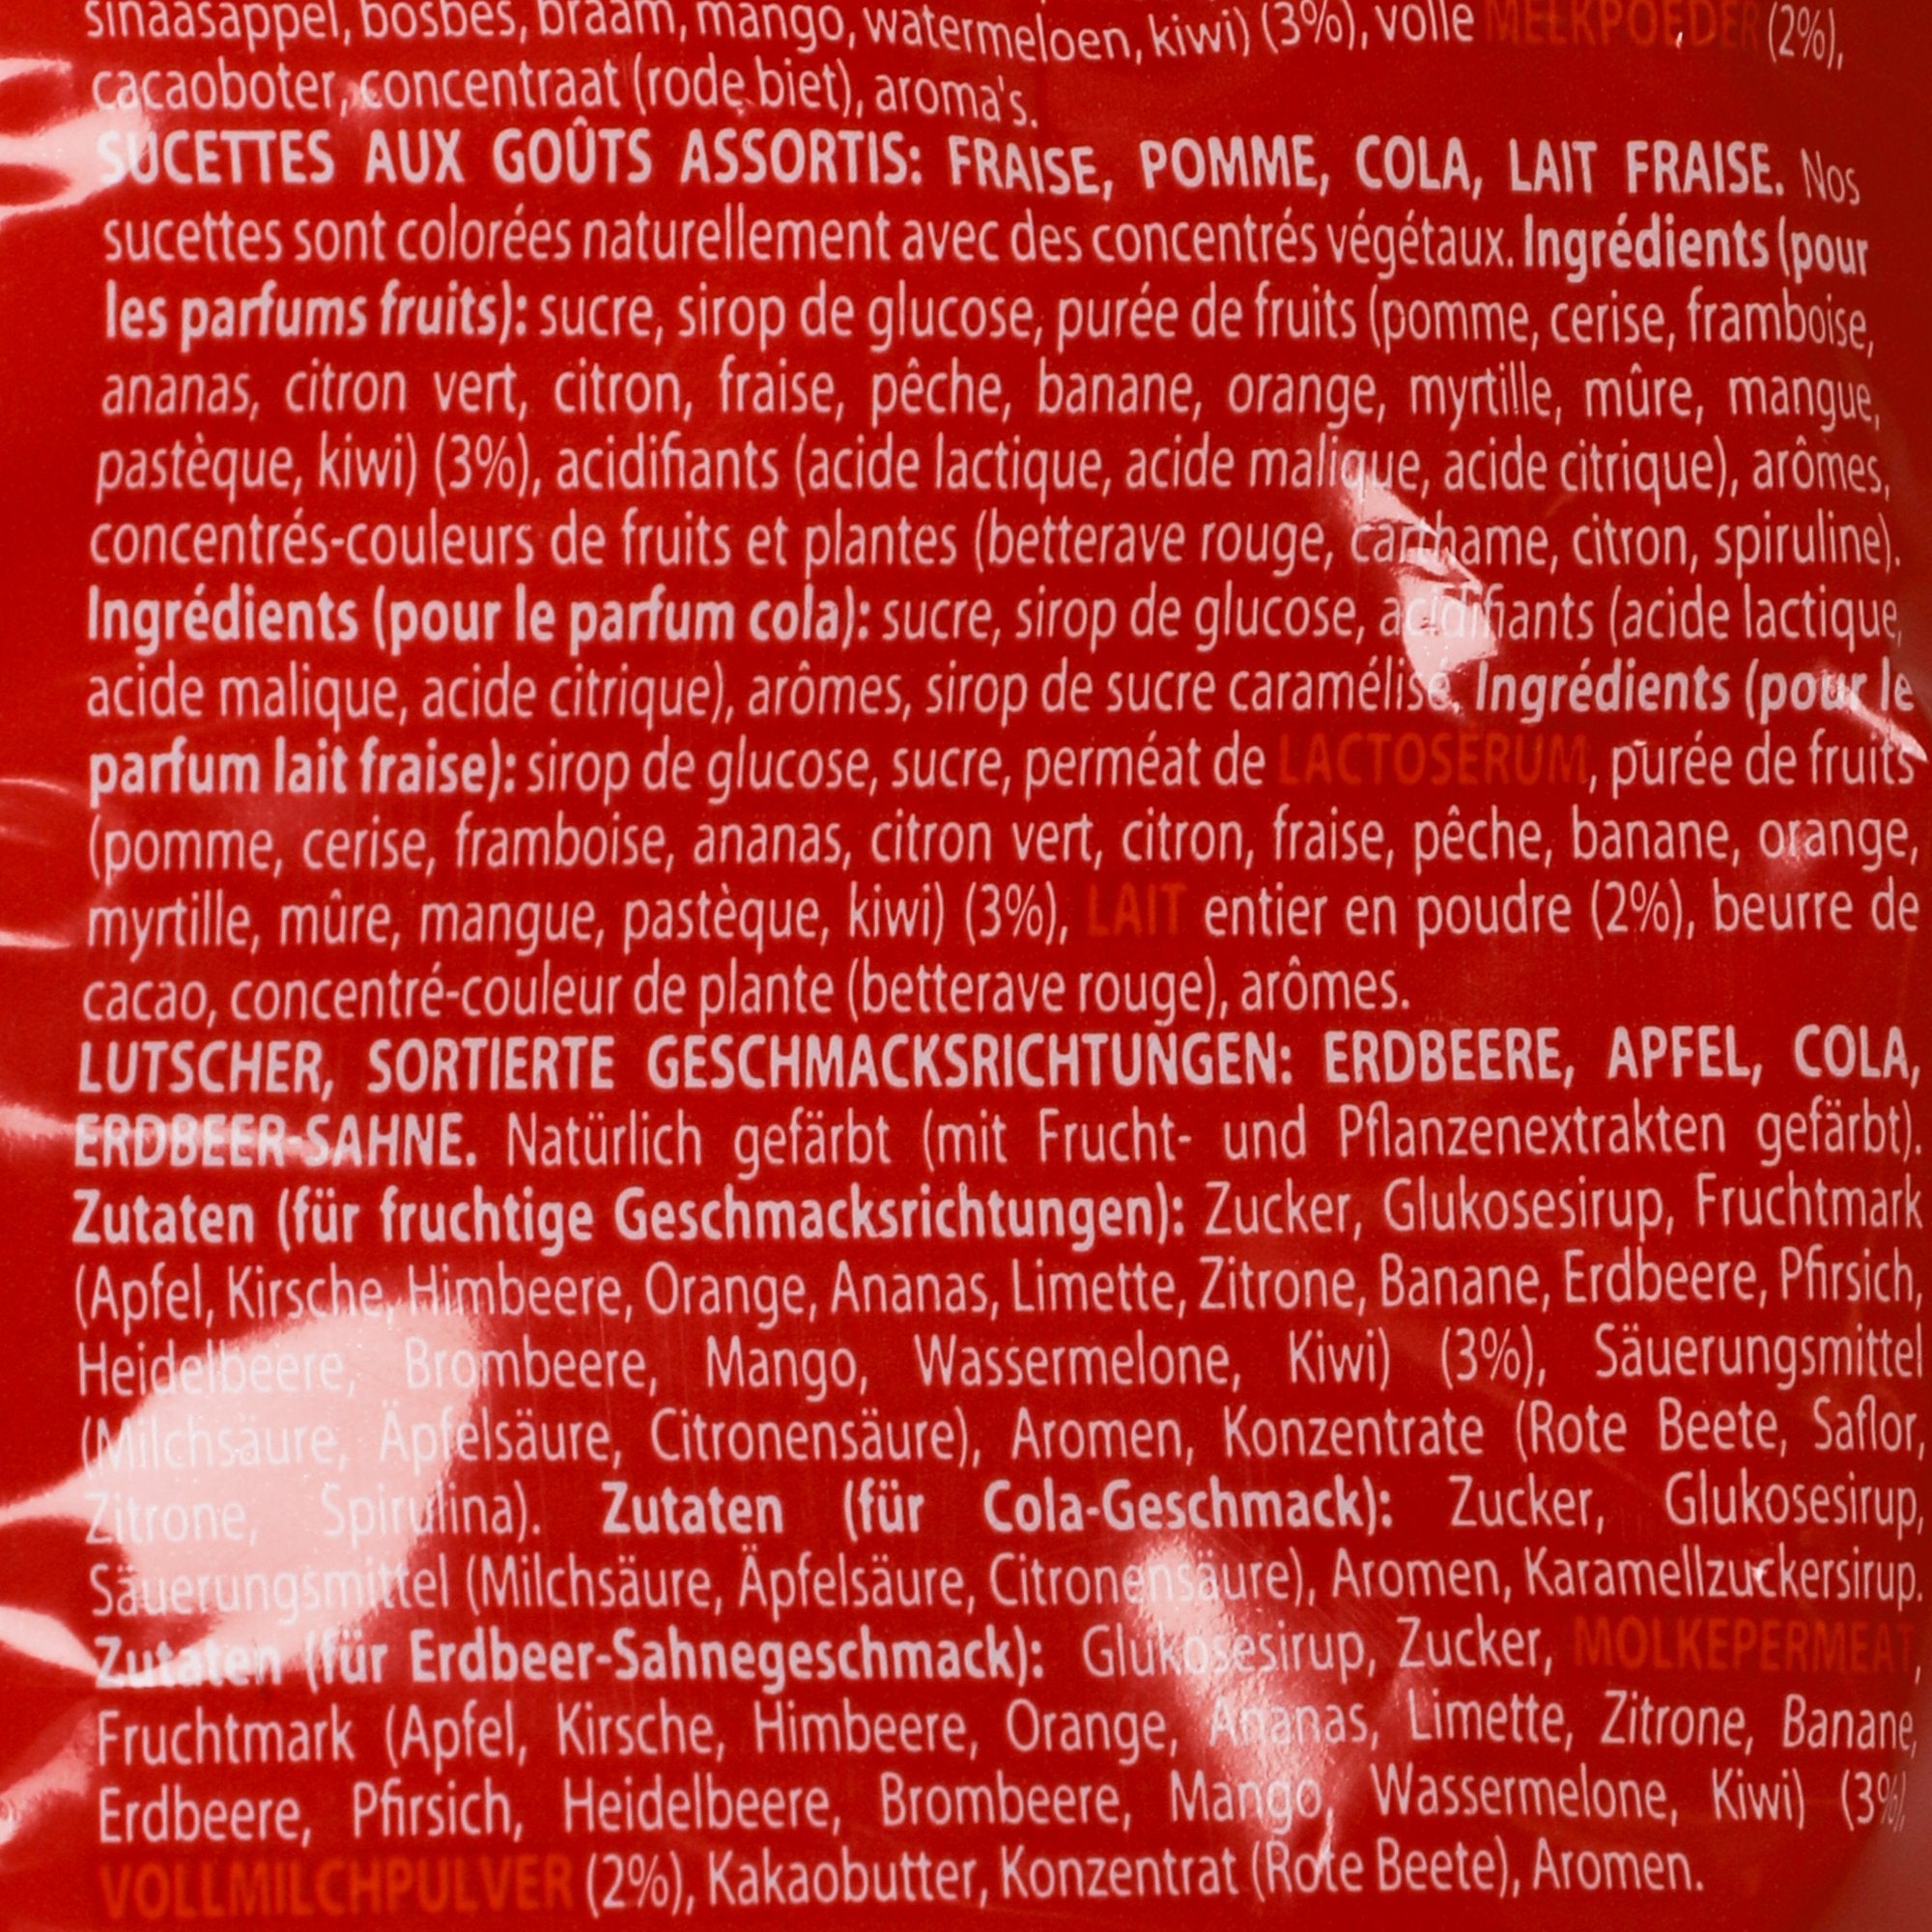 sinaasappel, bosbes, braam, mango, watermeloen, kiwi) (3%), volle MELKPOEDER (2%),
cacaoboter, concentraat (rode biet), aroma's.
SUCETTES AUX GOÛTS ASSORTIS: FRAISE, POMME, COLA, LAIT FRAISE. Nos
sucettes sont colorées naturellement avec des concentrés végétaux. Ingrédients (pour
les parfums fruits): sucre, sirop de glucose, purée de fruits (pomme, cerise, framboise,
ananas, citron vert, citron, fraise, pêche, banane, orange, myrtille, mûre, mangue,
pastèque, kiwi) (3%), acidifiants (acide lactique, acide malique, acide citrique), arômes,
concentrés-couleurs de fruits et plantes (betterave rouge, carthame, citron, spiruline).
Ingrédients (pour le parfum cola): sucre, sirop de glucose, acidifiants (acide lactique,
acide malique, acide citrique), arômes, sirop de sucre caramélisé. Ingrédients (pour le
parfum lait fraise): sirop de glucose, sucre, perméat de LACTOSÉRUM, purée de fruits
(pomme, cerise, framboise, ananas, citron vert, citron, fraise, pêche, banane, orange,
myrtille, mûre, mangue, pastèque, kiwi) (3%), LAIT entier en poudre (2%), beurre de
cacao, concentré-couleur de plante (betterave rouge), arômes.
LUTSCHER, SORTIERTE GESCHMACKSRICHTUNGEN: ERDBEERE, APFEL, COLA,
ERDBEER-SAHNE. Natürlich gefärbt (mit Frucht- und Pflanzenextrakten gefärbt).
Zutaten (für fruchtige Geschmacksrichtungen): Zucker, Glukosesirup, Fruchtmark
(Apfel, Kirsche, Himbeere, Orange, Ananas, Limette, Zitrone, Banane, Erdbeere, Pfirsich,
Heidelbeere, Brombeere, Mango, Wassermelone, Kiwi) (3%), Säuerungsmittel
(Milchsäure, Äpfelsäure, Citronensäure), Aromen, Konzentrate (Rote Beete, Saflor,
Zitrone, Spirulina). Zutaten (für Cola-Geschmack): Zucker, Glukosesirup,
Säuerungsmittel (Milchsäure, Äpfelsäure, Citronensäure), Aromen, Karamellzuckersirup.
Zutaten (für Erdbeer-Sahnegeschmack): Glukosesirup, Zucker, MOLKEPERMEAT,
Fruchtmark (Apfel, Kirsche, Himbeere, Orange, Ananas, Limette, Zitrone, Banane,
Erdbeere, Pfirsich, Heidelbeere, Brombeere, Mango, Wassermelone, Kiwi) (3%),
VOLLMILCHPULVER (2%), Kakaobutter, Konzentrat (Rote Beete), Aromen.